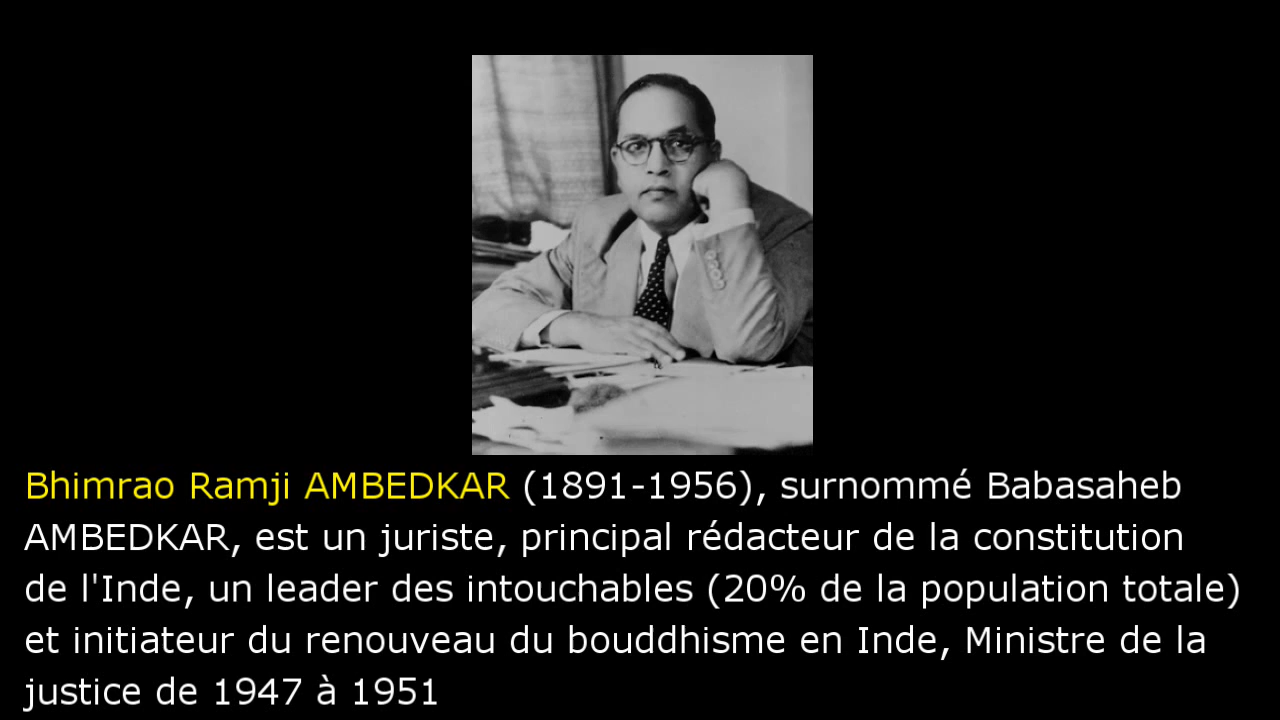 Bhimrao Ramji AMBEDKAR (1891-1956), surnommé Babasaheb
AMBEDKAR, est un juriste, principal rédacteur de la constitution
de l'Inde, un leader des intouchables (20% de la population totale)
et initiateur du renouveau du bouddhisme en Inde, Ministre de la
justice de 1947 à 1951